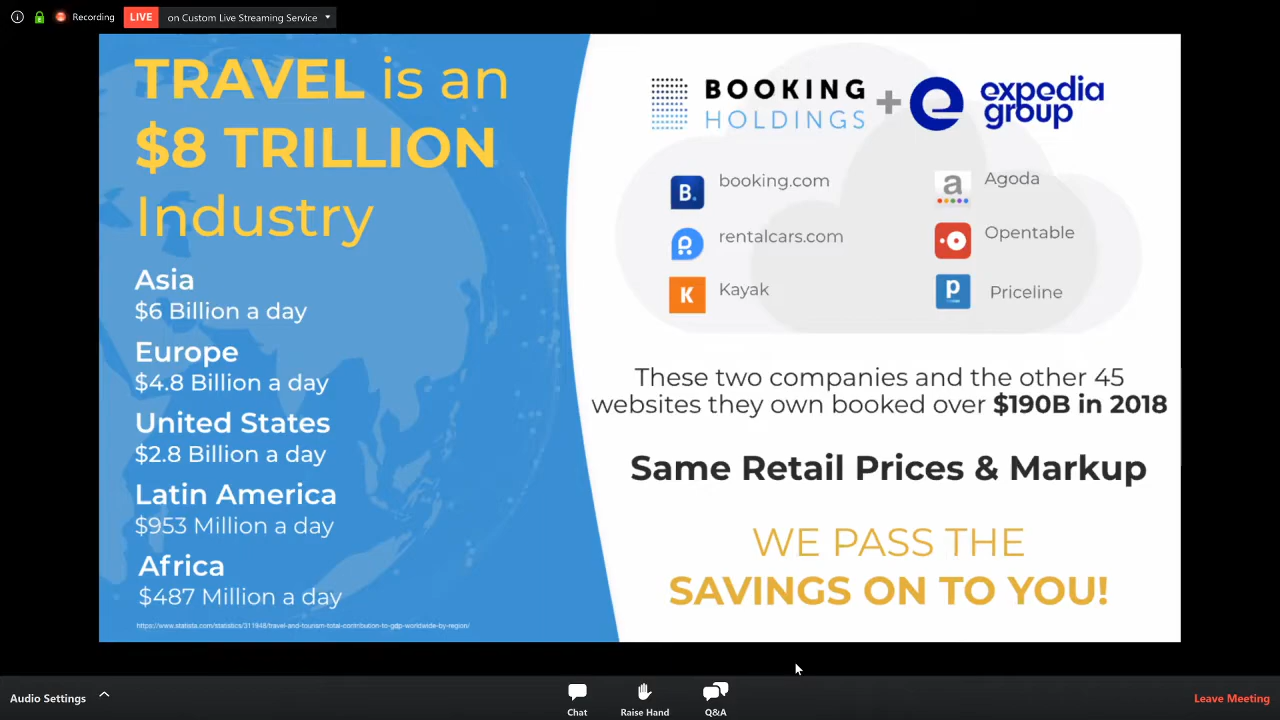 Recording
LIVE
on Custom Live Streaming Service
TRAVEL is an
$8 TRILLION
Industry
Asia
$6 Billion a day
Europe
$4.8 Billion a day
United States
$2.8 Billion a day
Latin America
$953 Million a day
Africa
$487 Million a day
https://www.statista.com/statistics/311948/travel-and-tourism-total-contribution-to-gdp-worldwide-by-region/
BOOKING
HOLDINGS
+
e
expedia
group
B.
booking.com
rentalcars.com
K
Kayak
a
Agoda
Opentable
p
Priceline
These two companies and the other 45
websites they own booked over $190B in 2018
Same Retail Prices & Markup
WE PASS THE
SAVINGS ON TO YOU!
Audio Settings
Chat
Raise Hand
Q&A
Leave Meeting